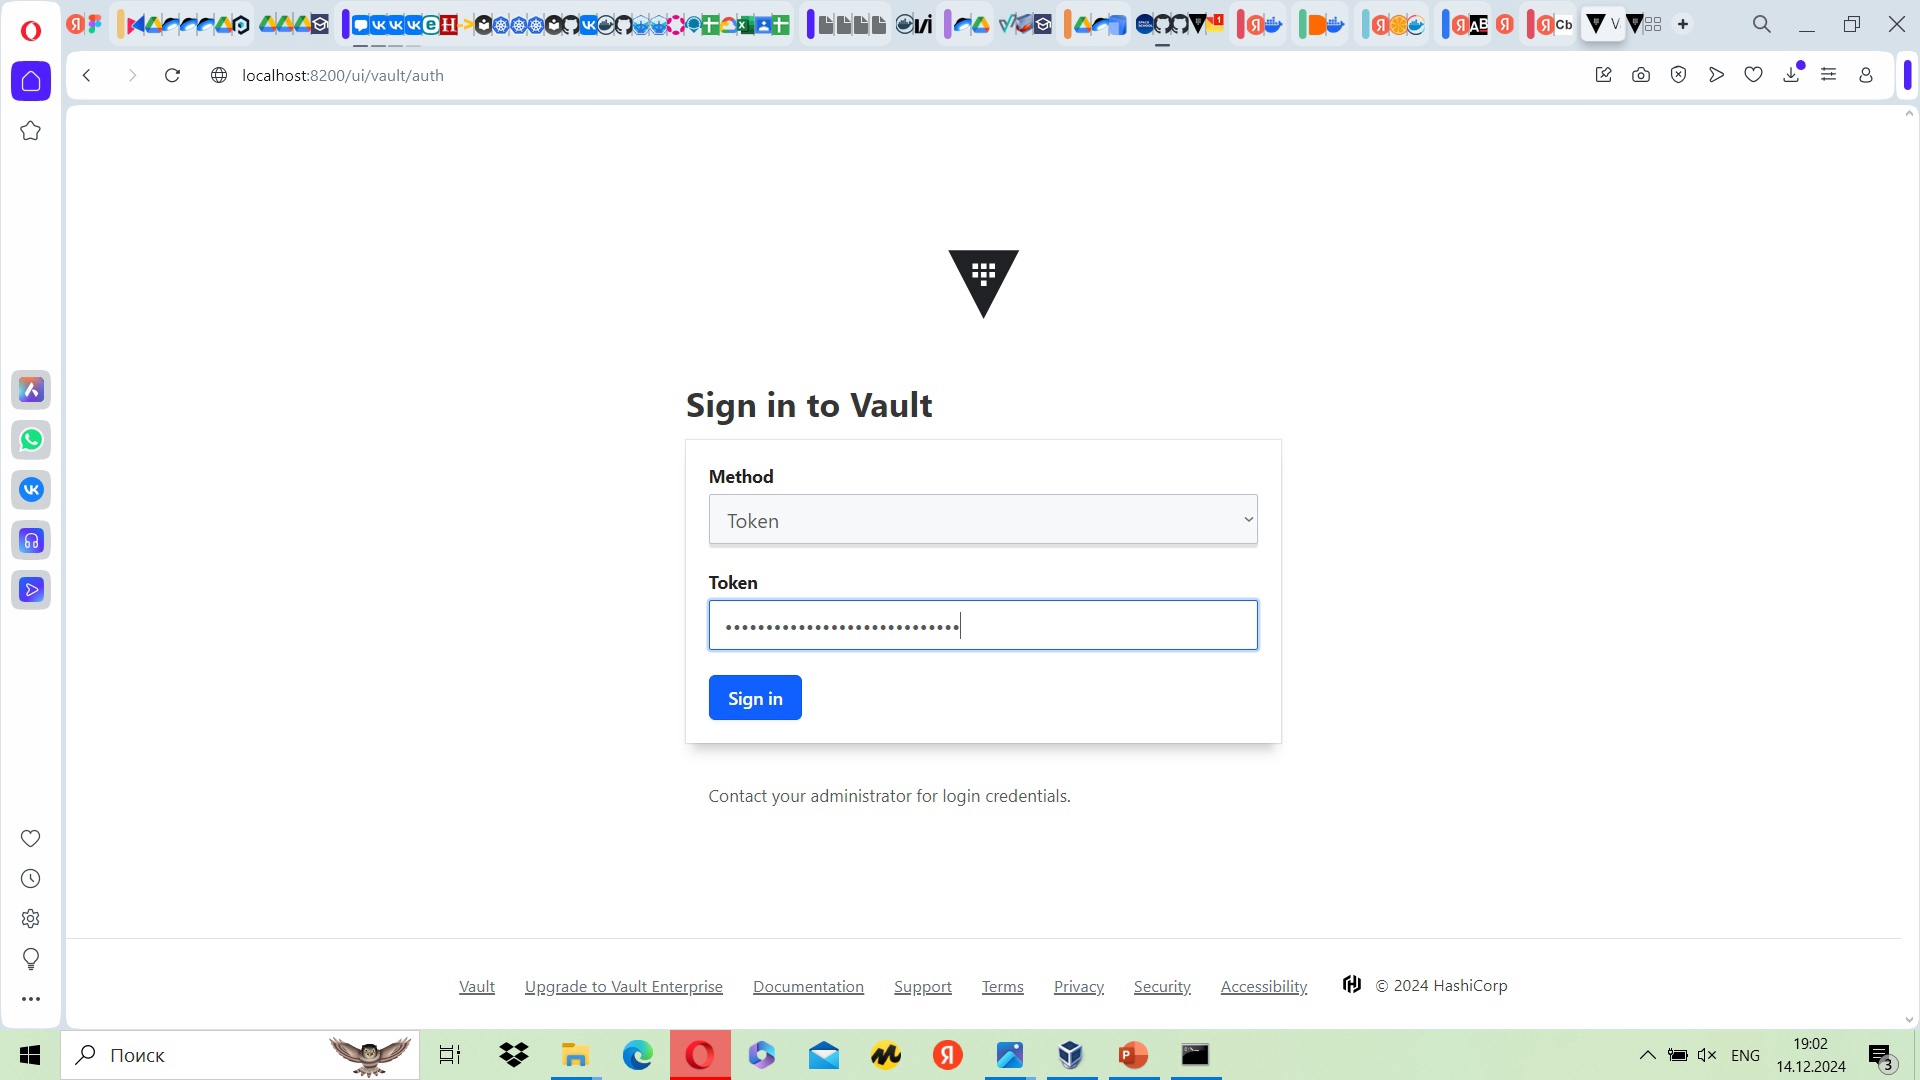 localhost:8200/ui/vault/auth
Sign in to Vault
Method
Token
Token
Sign in
Contact your administrator for login credentials.
Vault Upgrade to Vault Enterprise Documentation Support Terms Privacy Security Accessibility © 2024 HashiCorp
Поиск
ENG
19:02
14.12.2024
3